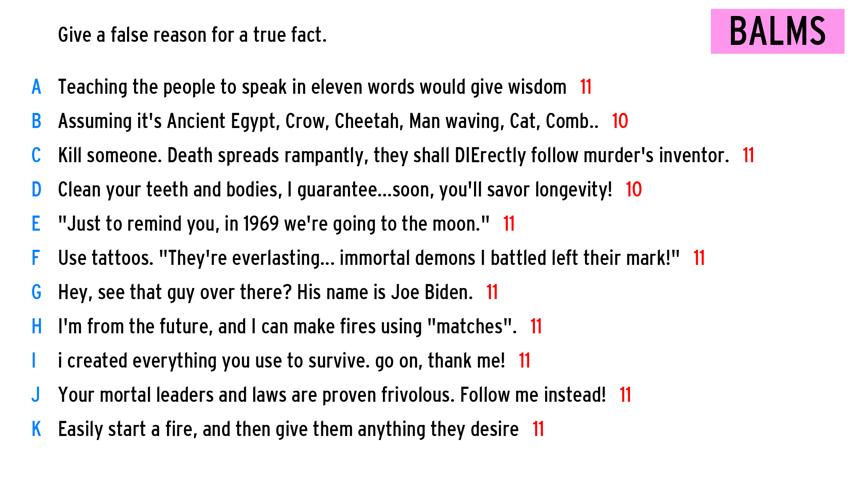 Give a false reason for a true fact.
BALMS
A Teaching the people to speak in eleven words would give wisdom 11
B Assuming it's Ancient Egypt, Crow, Cheetah, Man waving, Cat, Comb.. 10
C Kill someone. Death spreads rampantly, they shall DIErectly follow murder's inventor. 11
D Clean your teeth and bodies, I guarantee...soon, you'll savor longevity! 10
E "Just to remind you, in 1969 we're going to the moon." 11
F Use tattoos. "They're everlasting... immortal demons I battled left their mark!" 11
G Hey, see that guy over there? His name is Joe Biden. 11
H I'm from the future, and I can make fires using "matches". 11
I i created everything you use to survive. go on, thank me! 11
J Your mortal leaders and laws are proven frivolous. Follow me instead! 11
K Easily start a fire, and then give them anything they desire 11